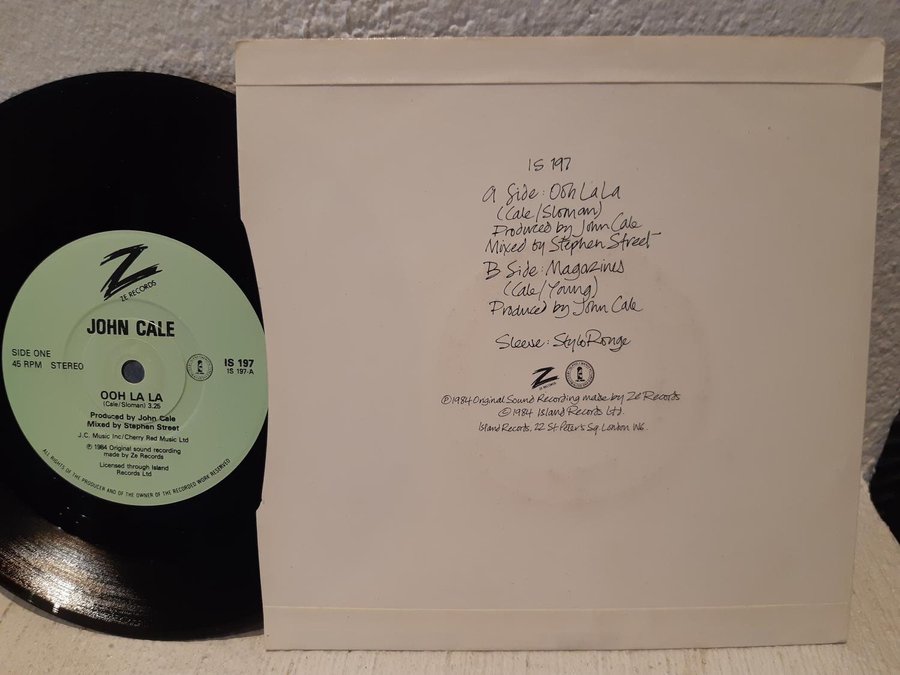 ZE RECORDS
JOHN CALE
SIDE ONE
45 RPM STEREO
IS 197
IS 197-A
OOH LA LA
(Cale/Sloman) 3.26
Produced by John Cale
Mixed by Stephen Street
J.C. Music Inc/Cherry Red Music Ltd
℗ 1984 Original sound recording
made by Ze Records
Licensed through Island
Records Ltd
ALL RIGHTS OF THE PRODUCER AND OF THE OWNER OF THE RECORDED WORK RESERVED
IS 197
A Side: Ooh La La
(Cale/Sloman)
Produced by John Cale
Mixed by Stephen Street
B Side: Magazines
(Cale/Young)
Produced by John Cale
Sleeve: Stylo Rouge
ZE RECORDS
℗1984 Original Sound Recording made by Ze Records
©1984 Island Records Ltd.
Island Records, 22 St Peter's Sq. London W6.